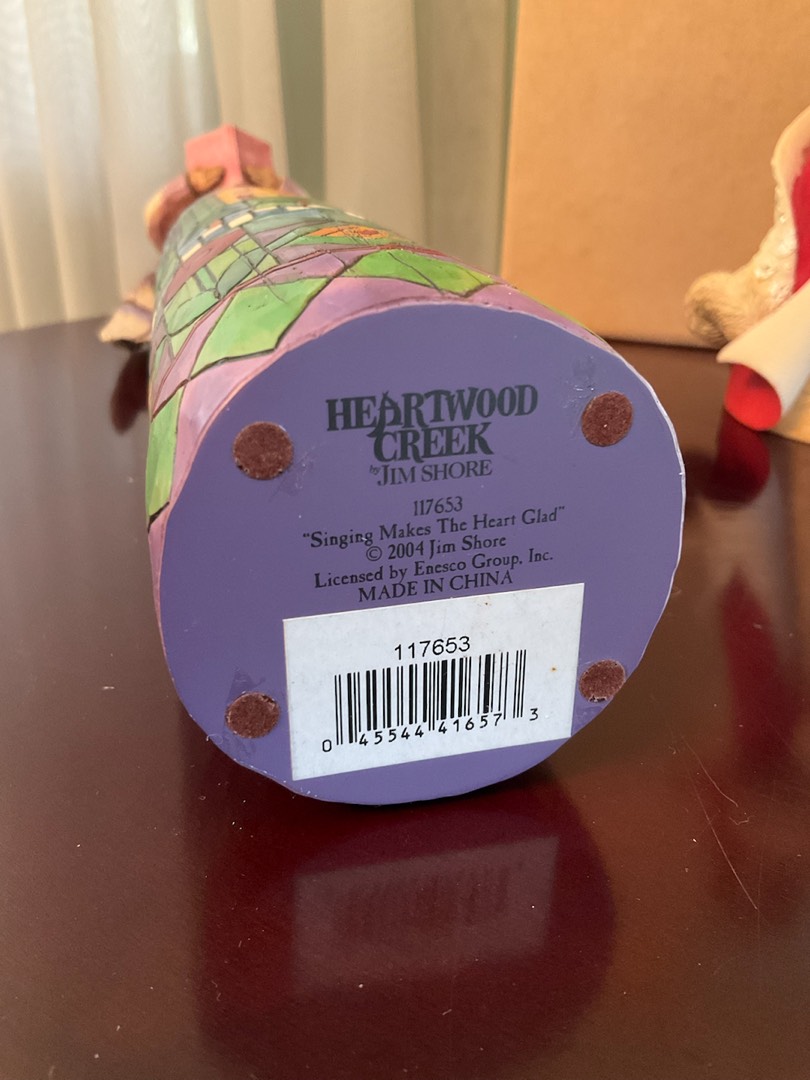 HEARTWOOD
CREEK
by JIM SHORE
117653
"Singing Makes The Heart Glad"
© 2004 Jim Shore
Licensed by Enesco Group, Inc.
MADE IN CHINA
117653
0 45544 41657 3